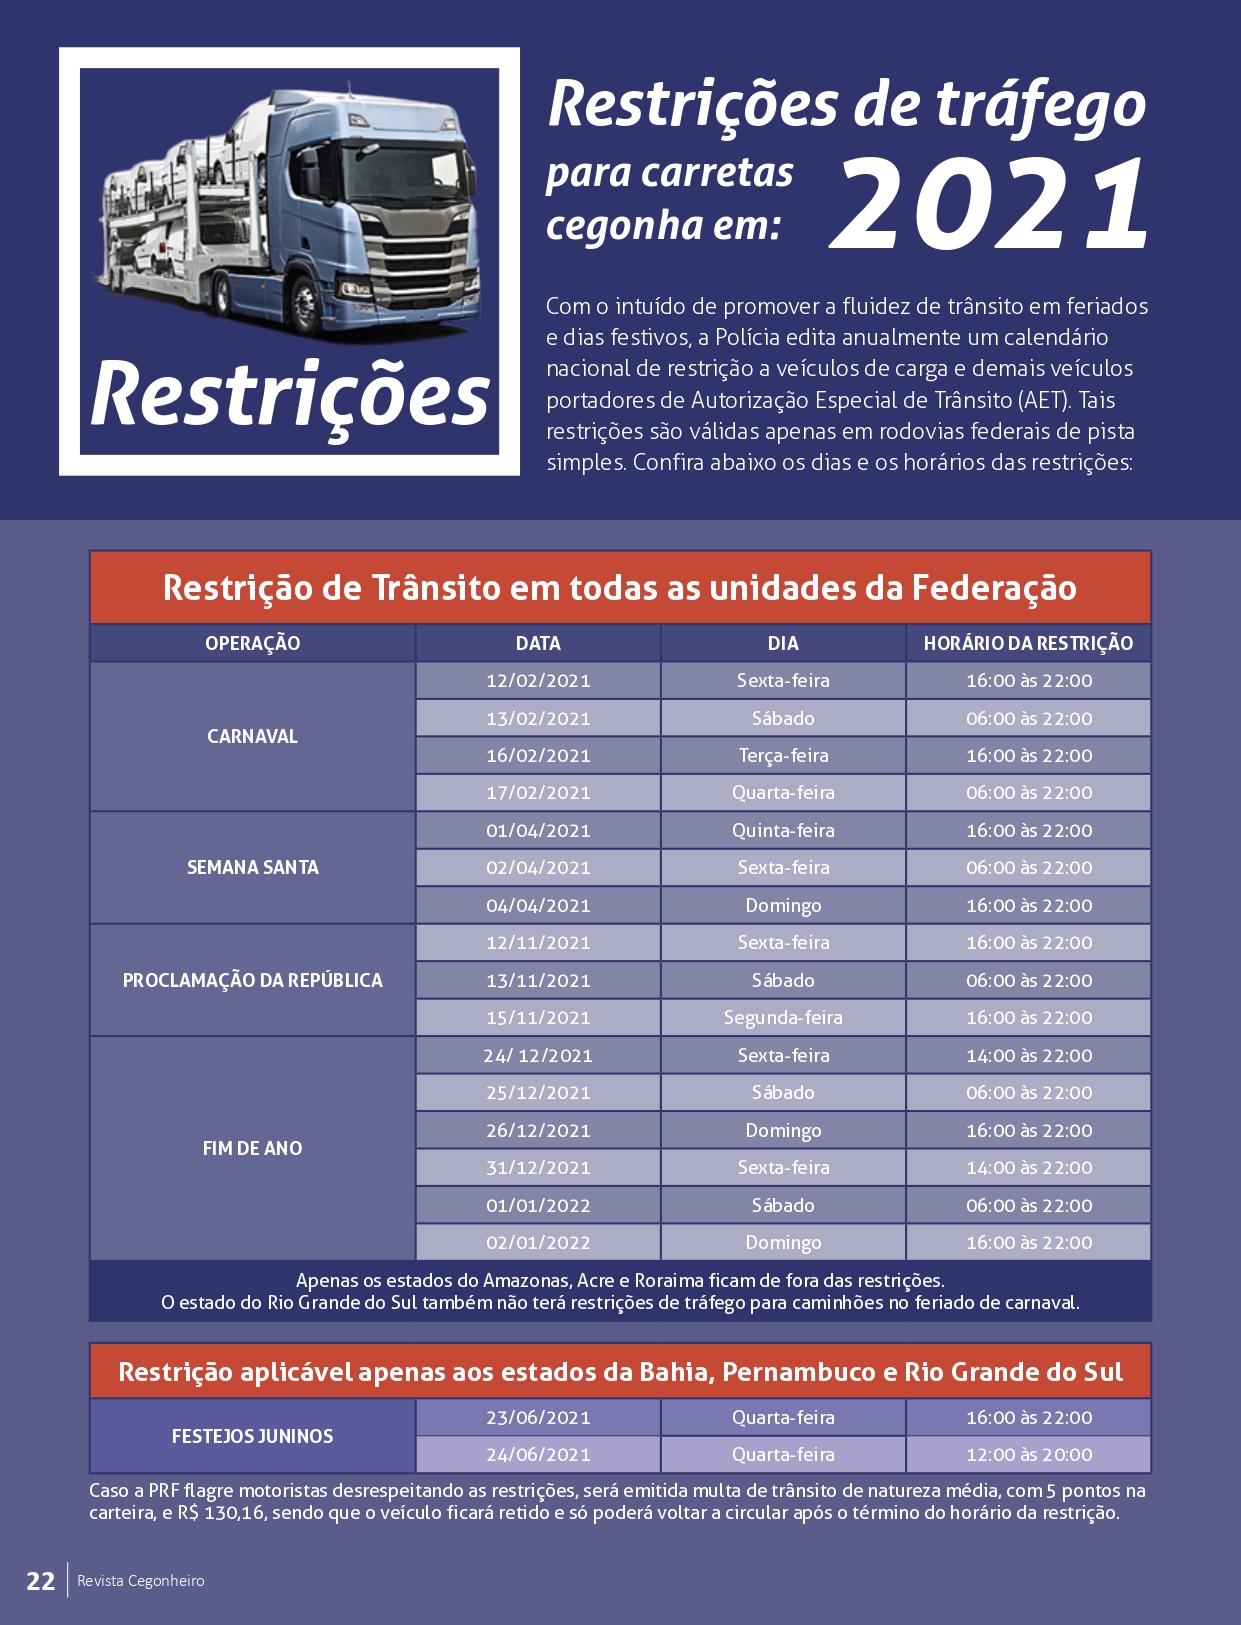 Restrições
Restrições de tráfego
para carretas
cegonha em:
2021
Com o intuído de promover a fluidez de trânsito em feriados
e dias festivos, a Polícia edita anualmente um calendário
nacional de restrição a veículos de carga e demais veículos
portadores de Autorização Especial de Trânsito (AET). Tais
restrições são válidas apenas em rodovias federais de pista
simples. Confira abaixo os dias e os horários das restrições:
Restrição de Trânsito em todas as unidades da Federação
OPERAÇÃO DATA DIA HORÁRIO DA RESTRIÇÃO
CARNAVAL
12/02/2021 Sexta-feira 16:00 às 22:00
13/02/2021 Sábado 06:00 às 22:00
16/02/2021 Terça-feira 16:00 às 22:00
17/02/2021 Quarta-feira 06:00 às 22:00
SEMANA SANTA
01/04/2021 Quinta-feira 16:00 às 22:00
02/04/2021 Sexta-feira 06:00 às 22:00
04/04/2021 Domingo 16:00 às 22:00
PROCLAMAÇÃO DA REPÚBLICA
12/11/2021 Sexta-feira 16:00 às 22:00
13/11/2021 Sábado 06:00 às 22:00
15/11/2021 Segunda-feira 16:00 às 22:00
FIM DE ANO
24/ 12/2021 Sexta-feira 14:00 às 22:00
25/12/2021 Sábado 06:00 às 22:00
26/12/2021 Domingo 16:00 às 22:00
31/12/2021 Sexta-feira 14:00 às 22:00
01/01/2022 Sábado 06:00 às 22:00
02/01/2022 Domingo 16:00 às 22:00
Apenas os estados do Amazonas, Acre e Roraima ficam de fora das restrições.
O estado do Rio Grande do Sul também não terá restrições de tráfego para caminhões no feriado de carnaval.
Restrição aplicável apenas aos estados da Bahia, Pernambuco e Rio Grande do Sul
FESTEJOS JUNINOS
23/06/2021 Quarta-feira 16:00 às 22:00
24/06/2021 Quarta-feira 12:00 às 20:00
Caso a PRF flagre motoristas desrespeitando as restrições, será emitida multa de trânsito de natureza média, com 5 pontos na
carteira, e R$ 130,16, sendo que o veículo ficará retido e só poderá voltar a circular após o término do horário da restrição.
22 Revista Cegonheiro